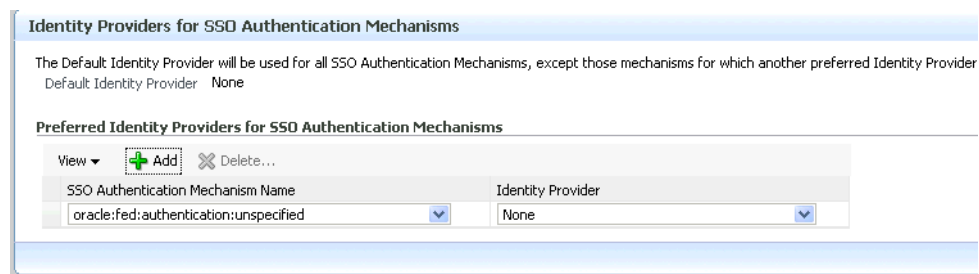 Identity Providers for SSO Authentication Mechanisms
The Default Identity Provider will be used for all SSO Authentication Mechanisms, except those mechanisms for which another preferred Identity Provider
Default Identity Provider None
Preferred Identity Providers for SSO Authentication Mechanisms
View Add Delete...
SSO Authentication Mechanism Name Identity Provider
oracle:fed:authentication:unspecified None